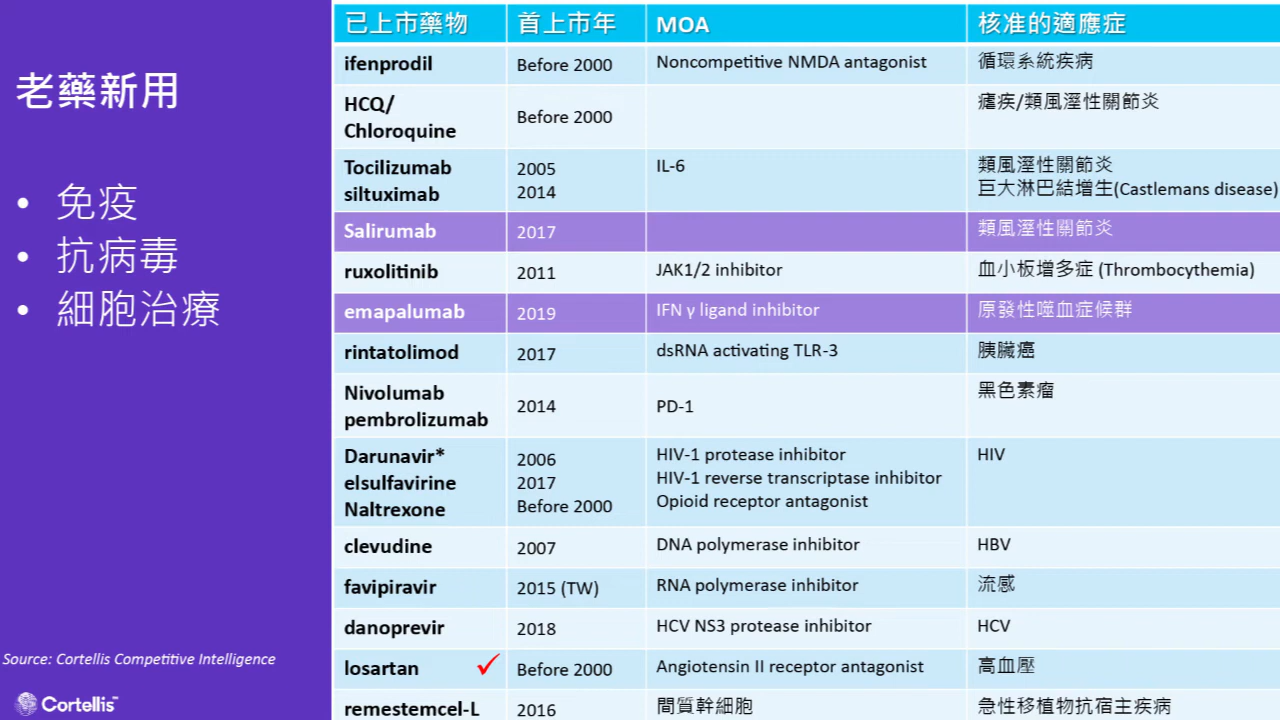 老藥新用
• 免疫
• 抗病毒
• 細胞治療
Source: Cortellis Competitive Intelligence
Cortellis™
已上市藥物 首上市年 MOA 核准的適應症
ifenprodil Before 2000 Noncompetitive NMDA antagonist 循環系統疾病
HCQ/
Chloroquine Before 2000 瘧疾/類風溼性關節炎
Tocilizumab 2005 IL-6 類風溼性關節炎
siltuximab 2014 巨大淋巴結增生(Castlemans disease)
Salirumab 2017 類風溼性關節炎
ruxolitinib 2011 JAK1/2 inhibitor 血小板增多症 (Thrombocythemia)
emapalumab 2019 IFN γ ligand inhibitor 原發性噬血症候群
rintatolimod 2017 dsRNA activating TLR-3 胰臟癌
Nivolumab
pembrolizumab 2014 PD-1 黑色素瘤
Darunavir* 2006 HIV-1 protease inhibitor HIV
elsulfavirine 2017 HIV-1 reverse transcriptase inhibitor
Naltrexone Before 2000 Opioid receptor antagonist
clevudine 2007 DNA polymerase inhibitor HBV
favipiravir 2015 (TW) RNA polymerase inhibitor 流感
danoprevir 2018 HCV NS3 protease inhibitor HCV
losartan ✓ Before 2000 Angiotensin II receptor antagonist 高血壓
remestemcel-L 2016 間質幹細胞 急性移植物抗宿主疾病